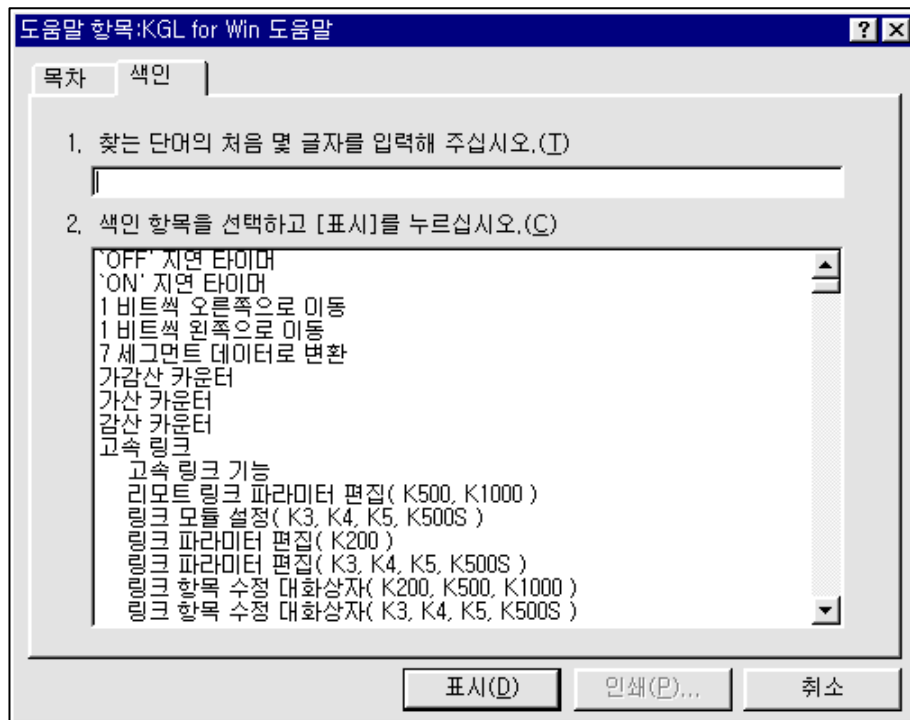 도움말 항목:KGL for Win 도움말
목차 색인
1. 찾는 단어의 처음 몇 글자를 입력해 주십시오.(T)
2. 색인 항목을 선택하고 [표시]를 누르십시오.(C)
`OFF' 지연 타이머
`ON' 지연 타이머
1 비트씩 오른쪽으로 이동
1 비트씩 왼쪽으로 이동
7 세그먼트 데이터로 변환
가감산 카운터
가산 카운터
감산 카운터
고속 링크
고속 링크 기능
리모트 링크 파라미터 편집( K500, K1000 )
링크 모듈 설정( K3, K4, K5, K500S )
링크 파라미터 편집( K200 )
링크 파라미터 편집( K3, K4, K5, K500S )
링크 항목 수정 대화상자( K200, K500, K1000 )
링크 항목 수정 대화상자( K3, K4, K5, K500S )
표시(D) 인쇄(P)... 취소